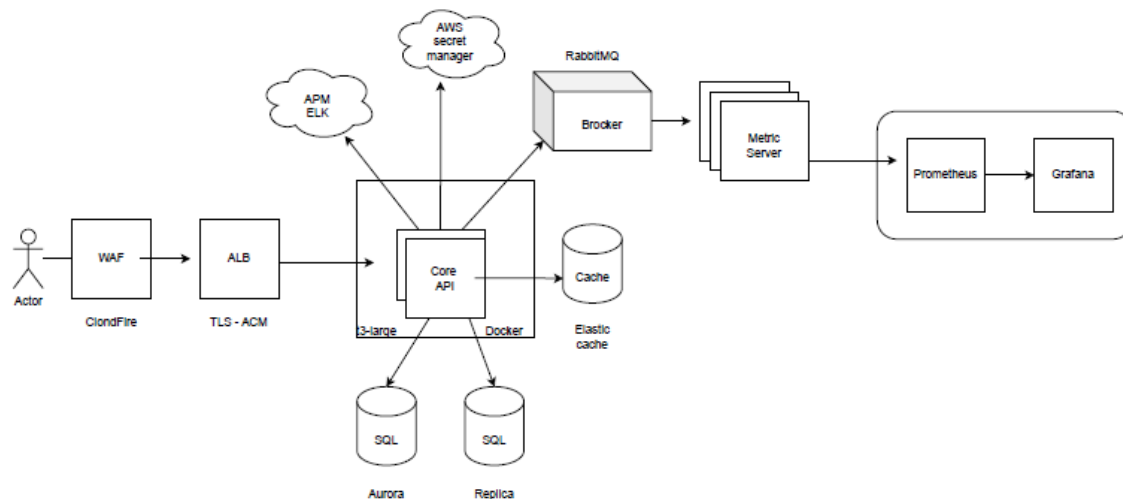 AWS
secret
manager
RabbitMQ
APM
ELK
Brocker
Metric
Server
Prometheus
Grafana
WAF
ALB
Core
API
Cache
Actor
ClondFire
TLS - ACM
t3-large
Docker
Elastic
cache
SQL
SQL
Aurora
Replica